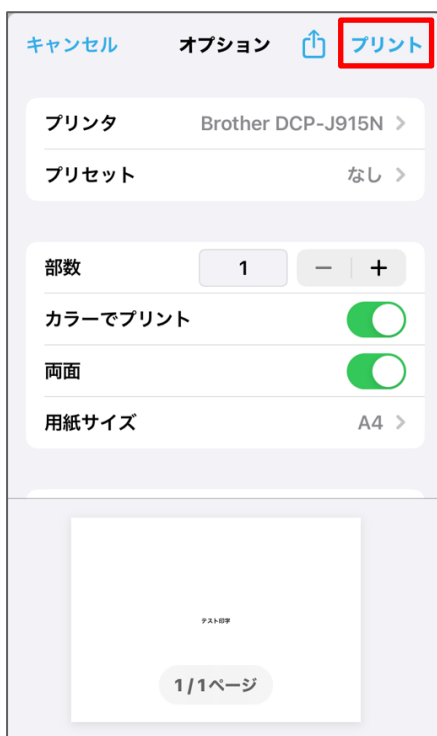 キャンセル オプション プリント
プリンタ Brother DCP-J915N >
プリセット なし >
部数 1 − +
カラーでプリント
両面
用紙サイズ A4 >
テスト印字
1/1ページ